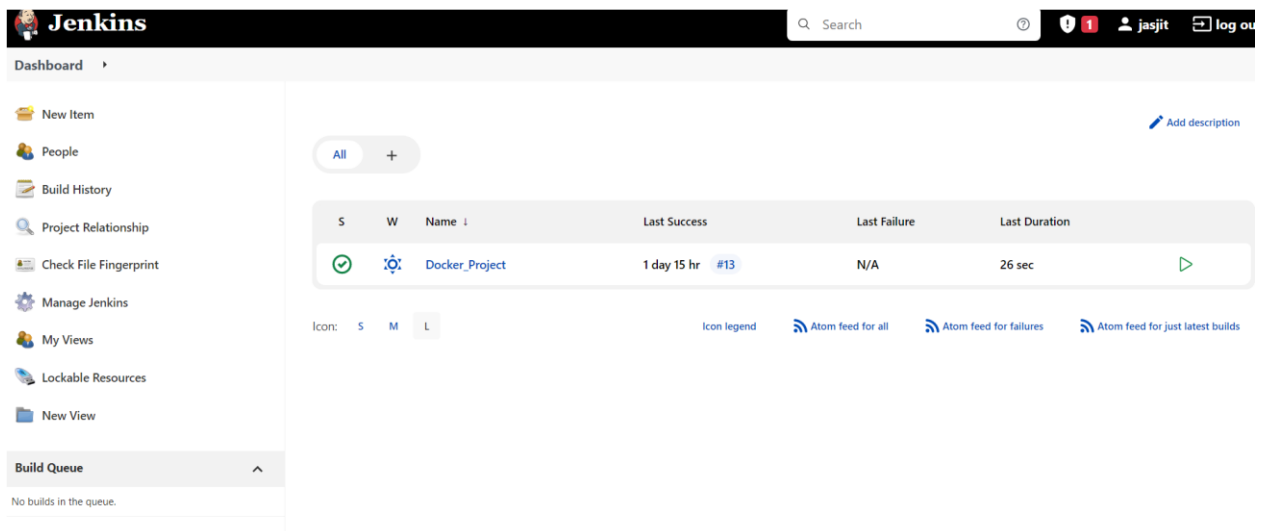 Jenkins
Search
1
jasjit
log ou
Dashboard
New Item
People
Build History
Project Relationship
Check File Fingerprint
Manage Jenkins
My Views
Lockable Resources
New View
Build Queue
No builds in the queue.
Add description
All +
S W Name ↓ Last Success Last Failure Last Duration
Docker_Project 1 day 15 hr #13 N/A 26 sec
Icon: S M L Icon legend Atom feed for all Atom feed for failures Atom feed for just latest builds